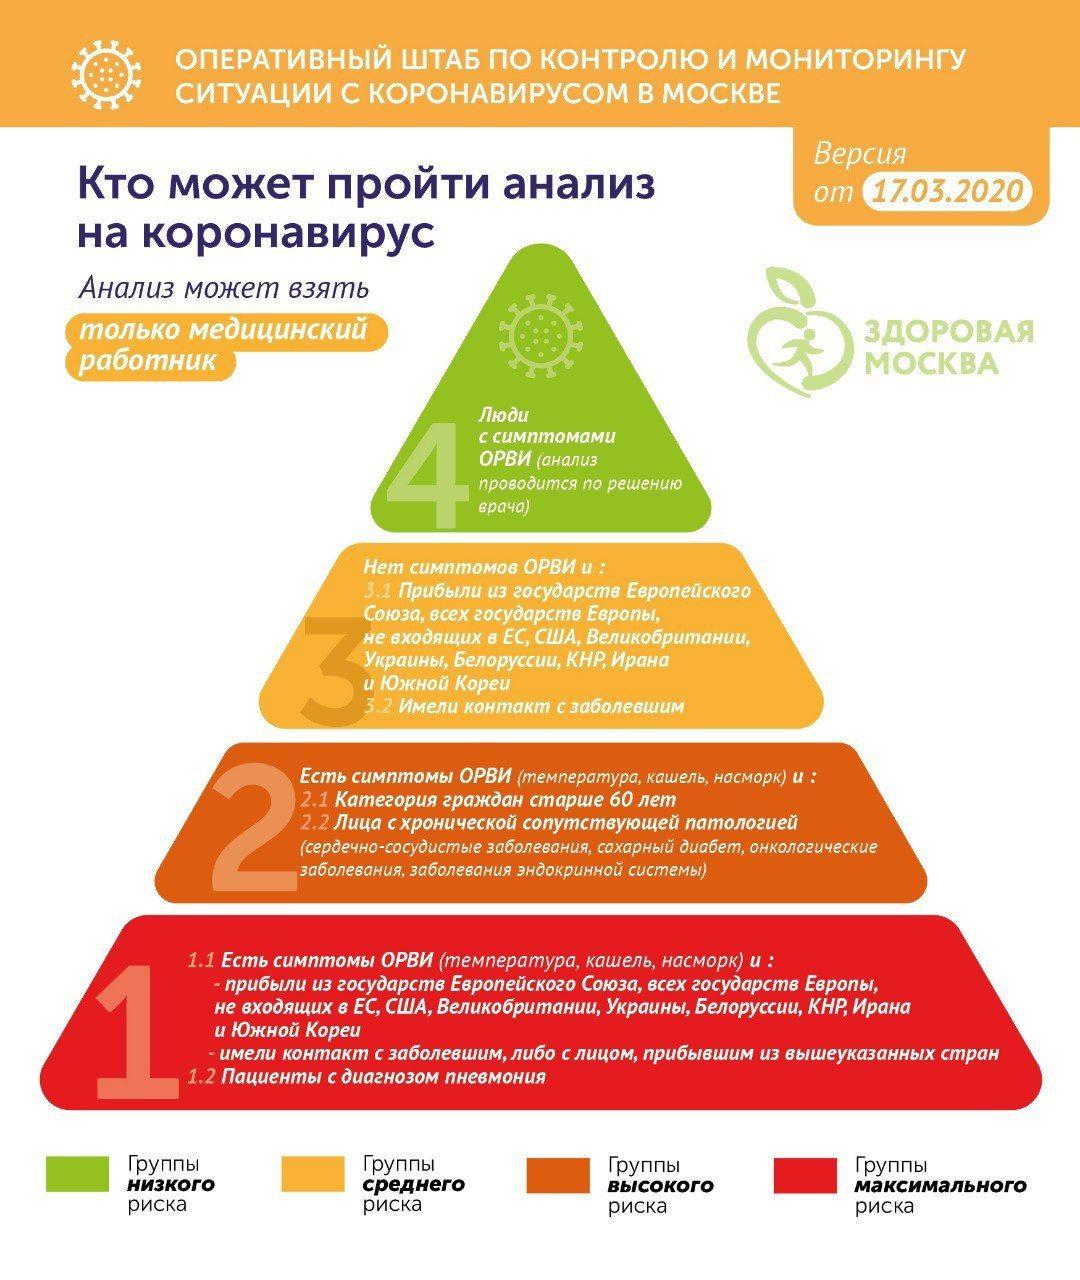 ОПЕРАТИВНЫЙ ШТАБ ПО КОНТРОЛЮ И МОНИТОРИНГУ
СИТУАЦИИ С КОРОНАВИРУСОМ В МОСКВЕ
Версия
от 17.03.2020
Кто может пройти анализ
на коронавирус
Анализ может взять
только медицинский
работник
ЗДОРОВАЯ
МОСКВА
4
Люди
с симптомами
ОРВИ (анализ
проводится по решению
врача)
3
Нет симптомов ОРВИ и :
3.1 Прибыли из государств Европейского
Союза, всех государств Европы,
не входящих в ЕС, США, Великобритании,
Украины, Белоруссии, КНР, Ирана
и Южной Кореи
3.2 Имели контакт с заболевшим
2
Есть симптомы ОРВИ (температура, кашель, насморк) и :
2.1 Категория граждан старше 60 лет
2.2 Лица с хронической сопутствующей патологией
(сердечно-сосудистые заболевания, сахарный диабет, онкологические
заболевания, заболевания эндокринной системы)
1
1.1 Есть симптомы ОРВИ (температура, кашель, насморк) и :
- прибыли из государств Европейского Союза, всех государств Европы,
не входящих в ЕС, США, Великобритании, Украины, Белоруссии, КНР, Ирана
и Южной Кореи
- имели контакт с заболевшим, либо с лицом, прибывшим из вышеуказанных стран
1.2 Пациенты с диагнозом пневмония
Группы
низкого
риска
Группы
среднего
риска
Группы
высокого
риска
Группы
максимального
риска